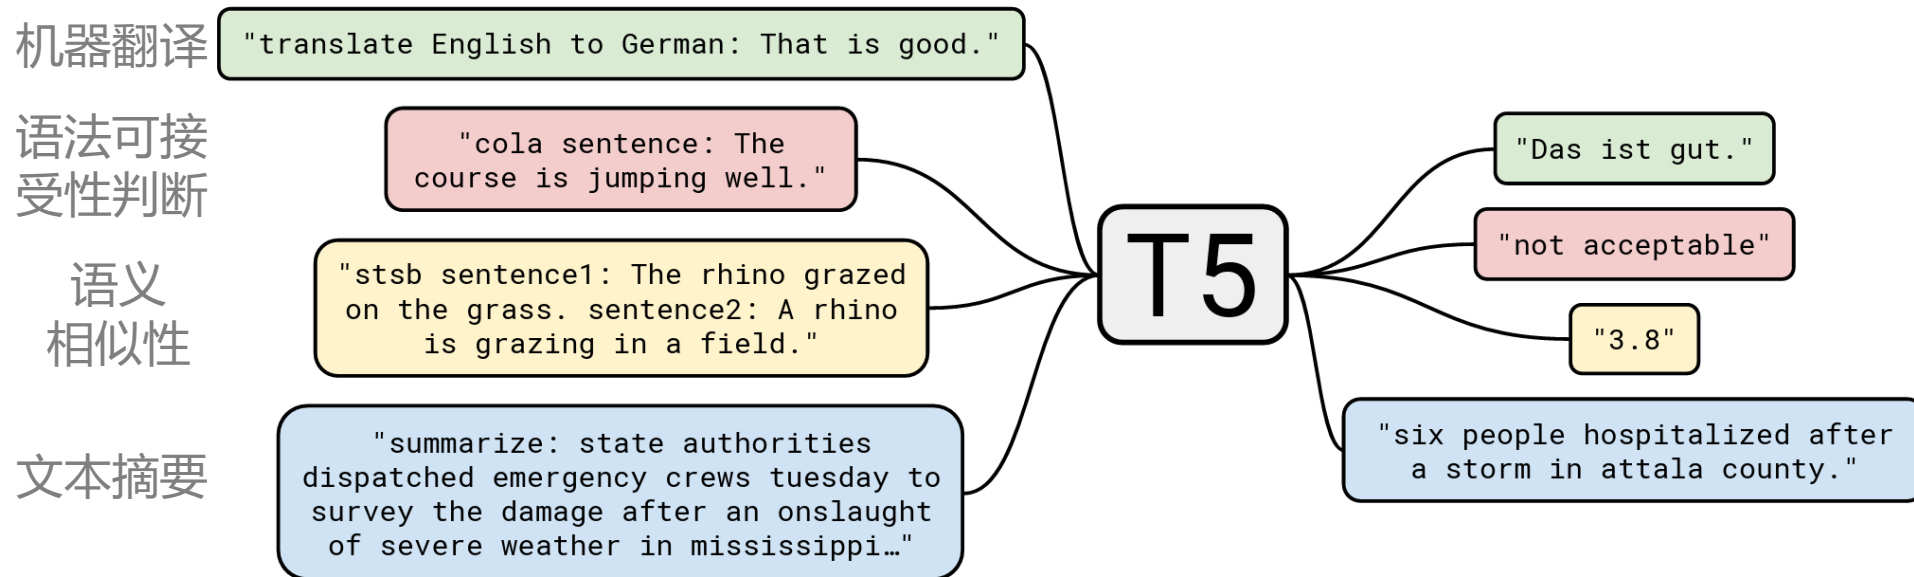 机器翻译
"translate English to German: That is good."
语法可接
受性判断
"cola sentence: The
course is jumping well."
语义
相似性
"stsb sentence1: The rhino grazed
on the grass. sentence2: A rhino
is grazing in a field."
文本摘要
"summarize: state authorities
dispatched emergency crews tuesday to
survey the damage after an onslaught
of severe weather in mississippi…"
T5
"Das ist gut."
"not acceptable"
"3.8"
"six people hospitalized after
a storm in attala county."